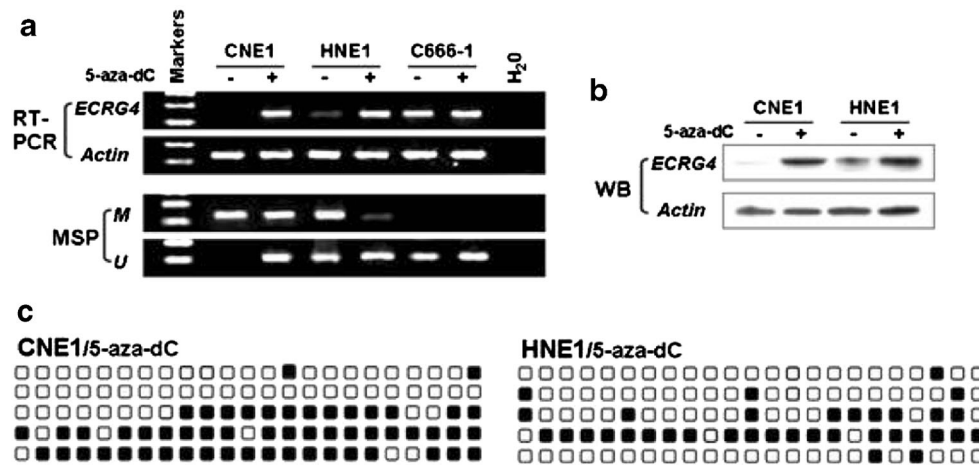 a
Markers
CNE1 HNE1 C666-1
H20
5-aza-dC - + - + - +
RT-PCR
ECRG4
Actin
MSP
M
U
b
CNE1 HNE1
5-aza-dC - + - +
WB
ECRG4
Actin
c
CNE1/5-aza-dC
HNE1/5-aza-dC